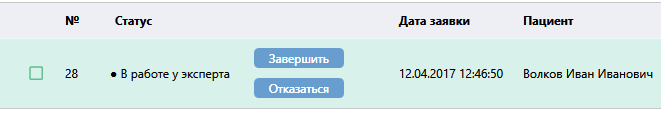 № Статус Дата заявки Пациент
Завершить
28 ● В работе у эксперта 12.04.2017 12:46:50 Волков Иван Иванович
Отказаться